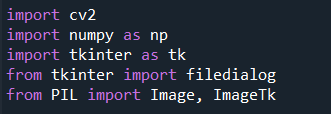 import cv2
import numpy as np
import tkinter as tk
from tkinter import filedialog
from PIL import Image, ImageTk